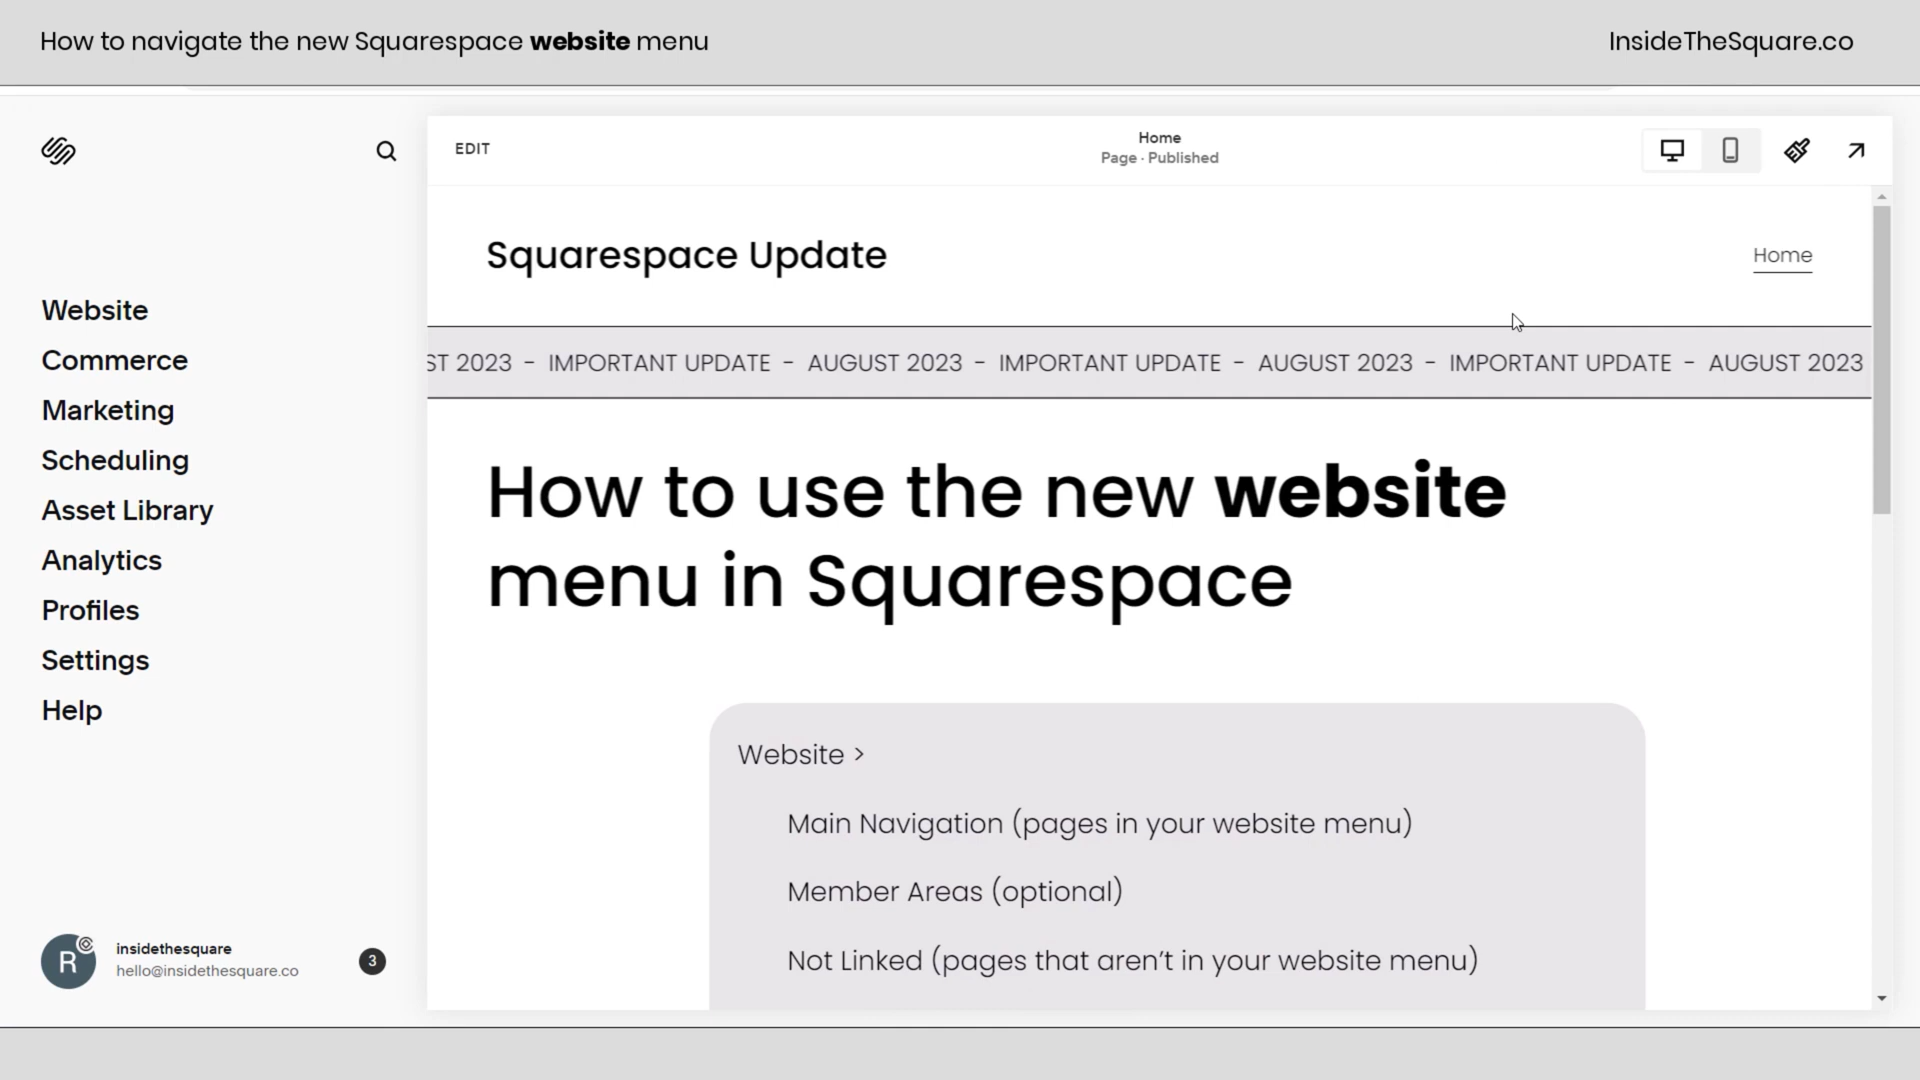 How to navigate the new Squarespace website menu
InsideTheSquare.co
EDIT
Home
Page · Published
Squarespace Update
Home
ST 2023 - IMPORTANT UPDATE - AUGUST 2023 - IMPORTANT UPDATE - AUGUST 2023 - IMPORTANT UPDATE - AUGUST 2023
Website
Commerce
Marketing
Scheduling
Asset Library
Analytics
Profiles
Settings
Help
How to use the new website
menu in Squarespace
Website >
Main Navigation (pages in your website menu)
Member Areas (optional)
Not Linked (pages that aren’t in your website menu)
R
insidethesquare
hello@insidethesquare.co
3